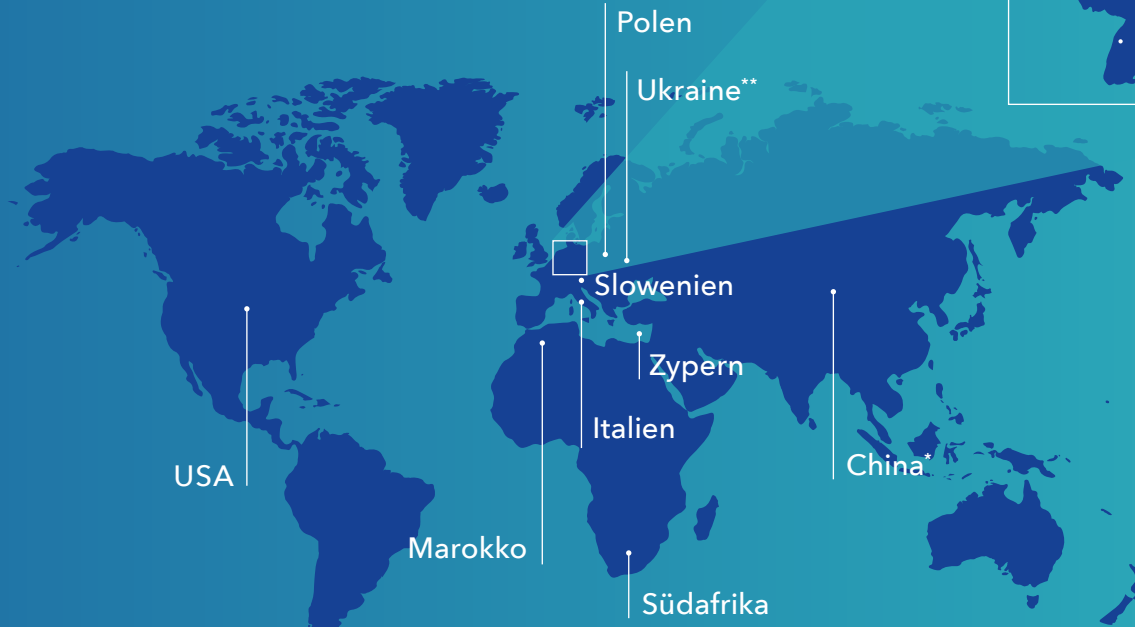 Polen
Ukraine**
Slowenien
Zypern
Italien
China*
USA
Marokko
Südafrika